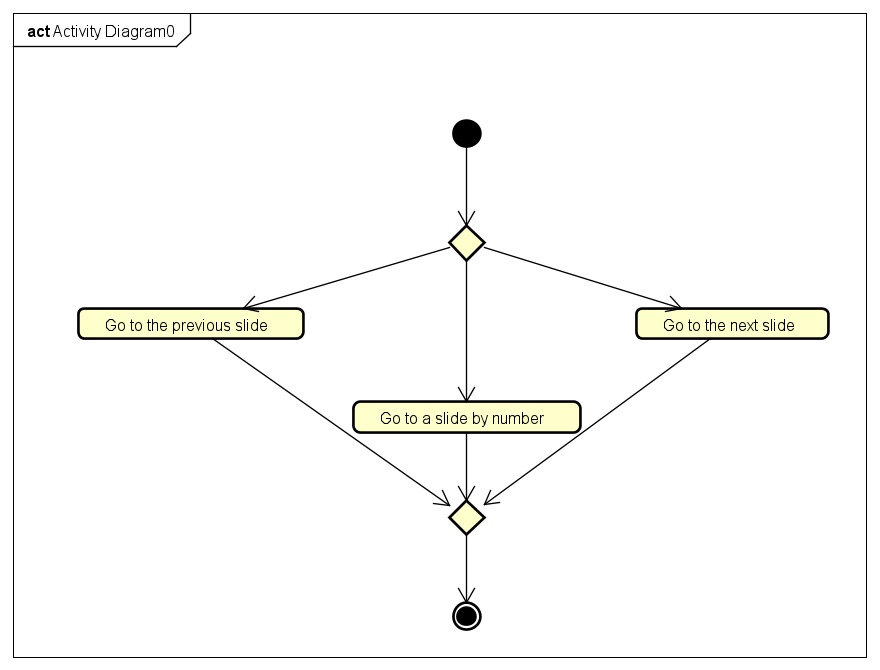 act Activity Diagram0
Go to the previous slide
Go to the next slide
Go to a slide by number